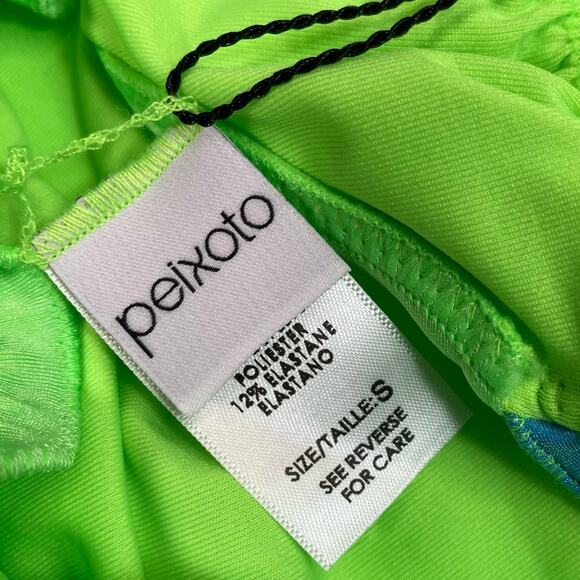 peixoto
POLIESTER
12% ELASTANE
ELASTANO
SIZE/TAILLE: S
SEE REVERSE
FOR CARE